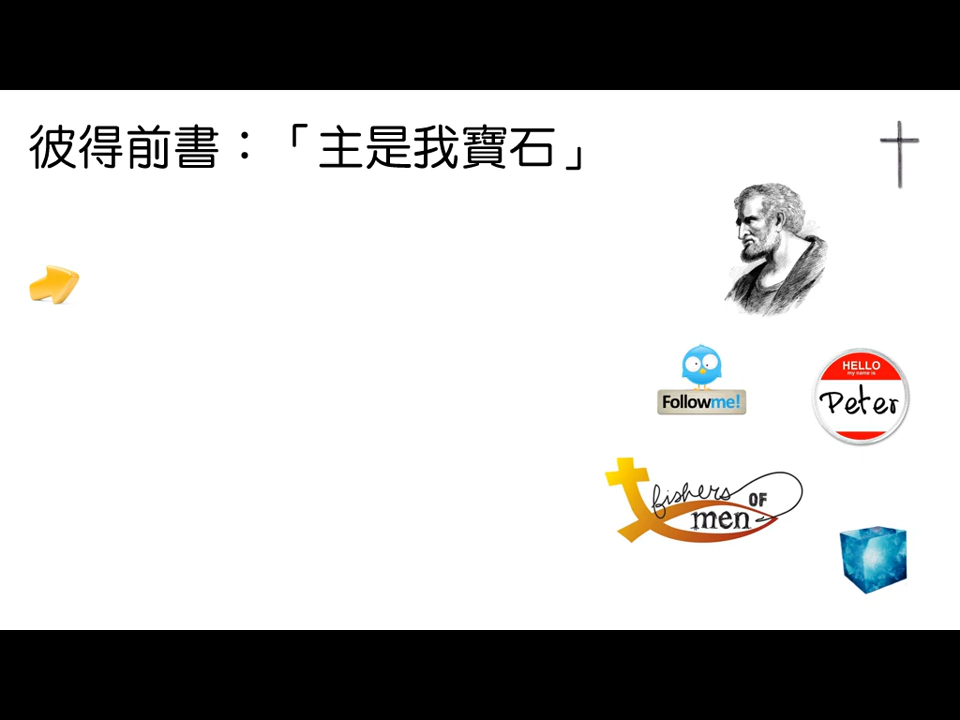 彼得前書：「主是我寶石」
Followme!
HELLO
my name is
Peter
fishers OF
men